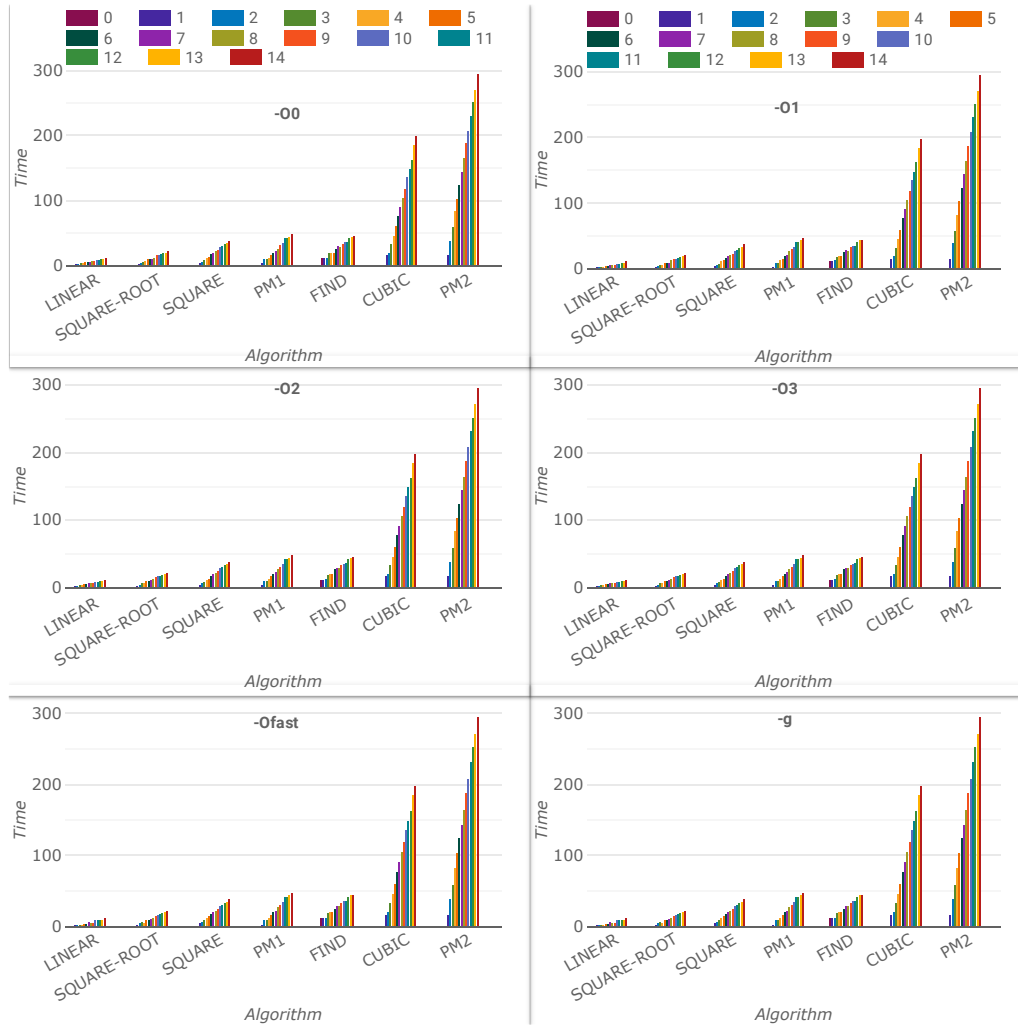 0 1 2 3 4 5
6 7 8 9 10 11
12 13 14
-O0
Time
300
200
100
0
LINEAR SQUARE-ROOT SQUARE PM1 FIND CUBIC PM2
Algorithm
0 1 2 3 4 5
6 7 8 9 10
11 12 13 14
-O1
Time
300
200
100
0
LINEAR SQUARE-ROOT SQUARE PM1 FIND CUBIC PM2
Algorithm
-O2
Time
300
200
100
0
LINEAR SQUARE-ROOT SQUARE PM1 FIND CUBIC PM2
Algorithm
-O3
Time
300
200
100
0
LINEAR SQUARE-ROOT SQUARE PM1 FIND CUBIC PM2
Algorithm
-Ofast
Time
300
200
100
0
LINEAR SQUARE-ROOT SQUARE PM1 FIND CUBIC PM2
Algorithm
-g
Time
300
200
100
0
LINEAR SQUARE-ROOT SQUARE PM1 FIND CUBIC PM2
Algorithm